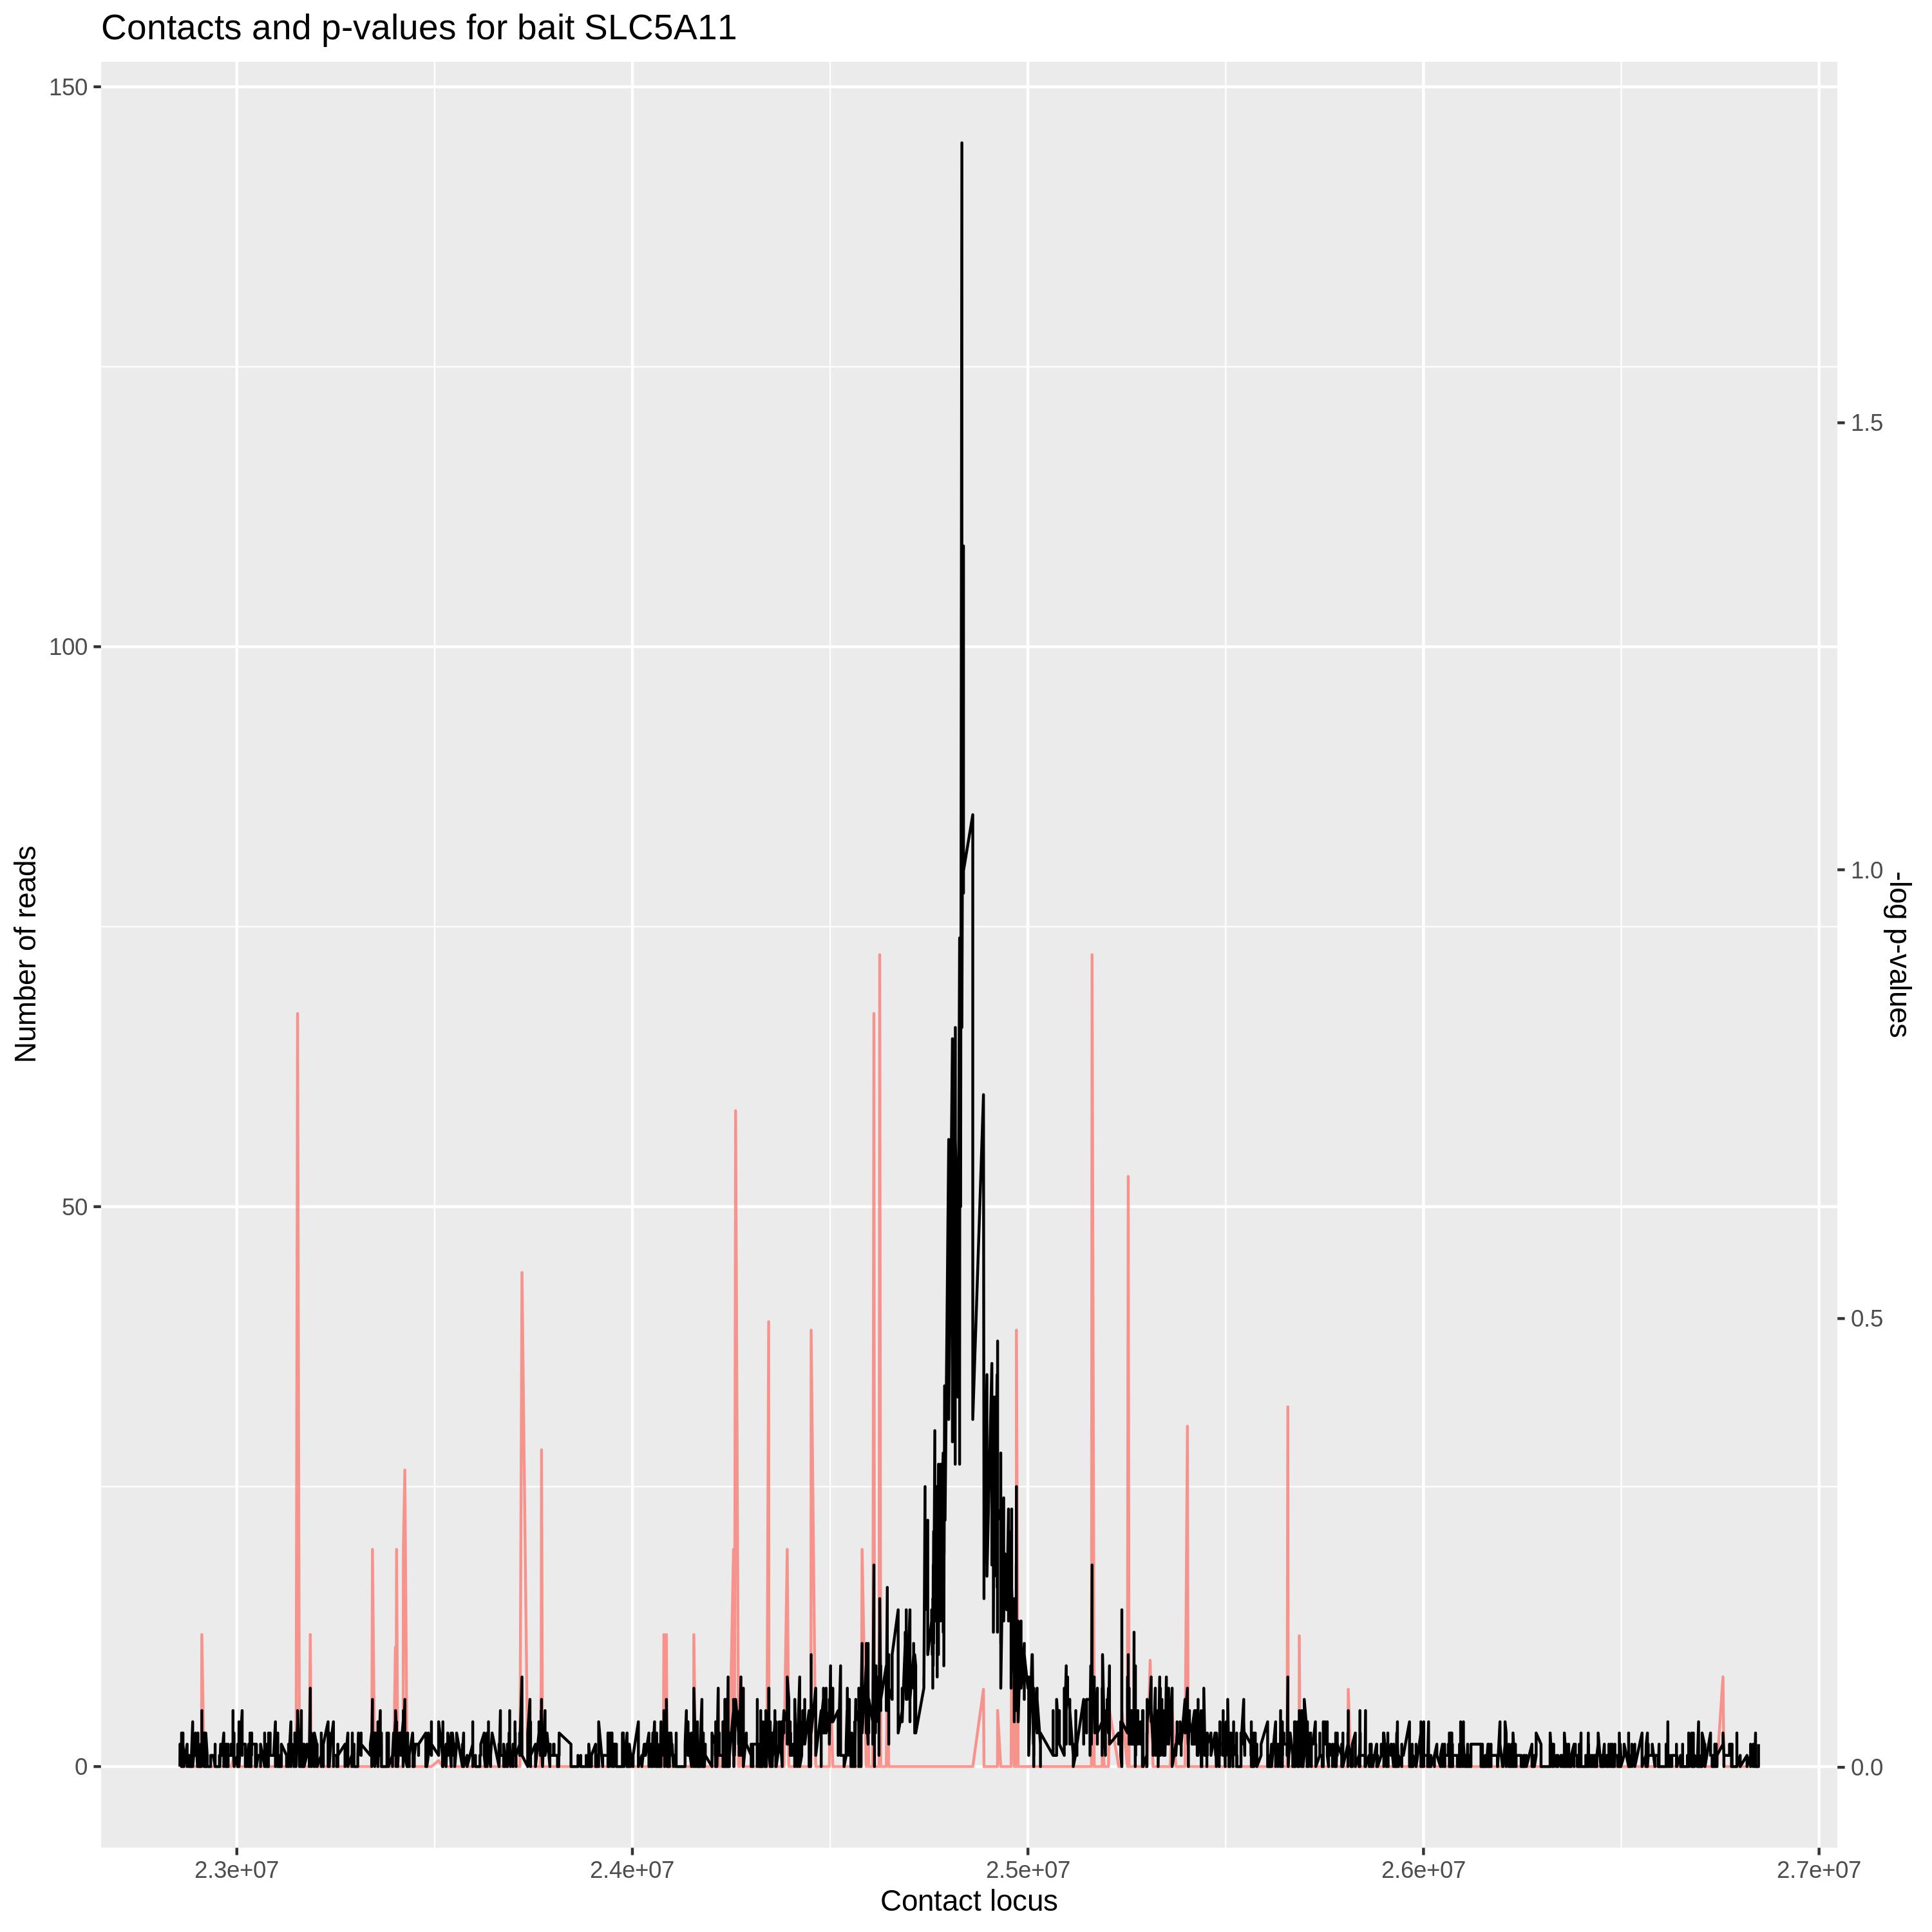 Contacts and p-values for bait SLC5A11
150
100
50
0
Number of reads
1.5
1.0
0.5
0.0
-log p-values
2.3e+07
2.4e+07
2.5e+07
2.6e+07
2.7e+07
Contact locus